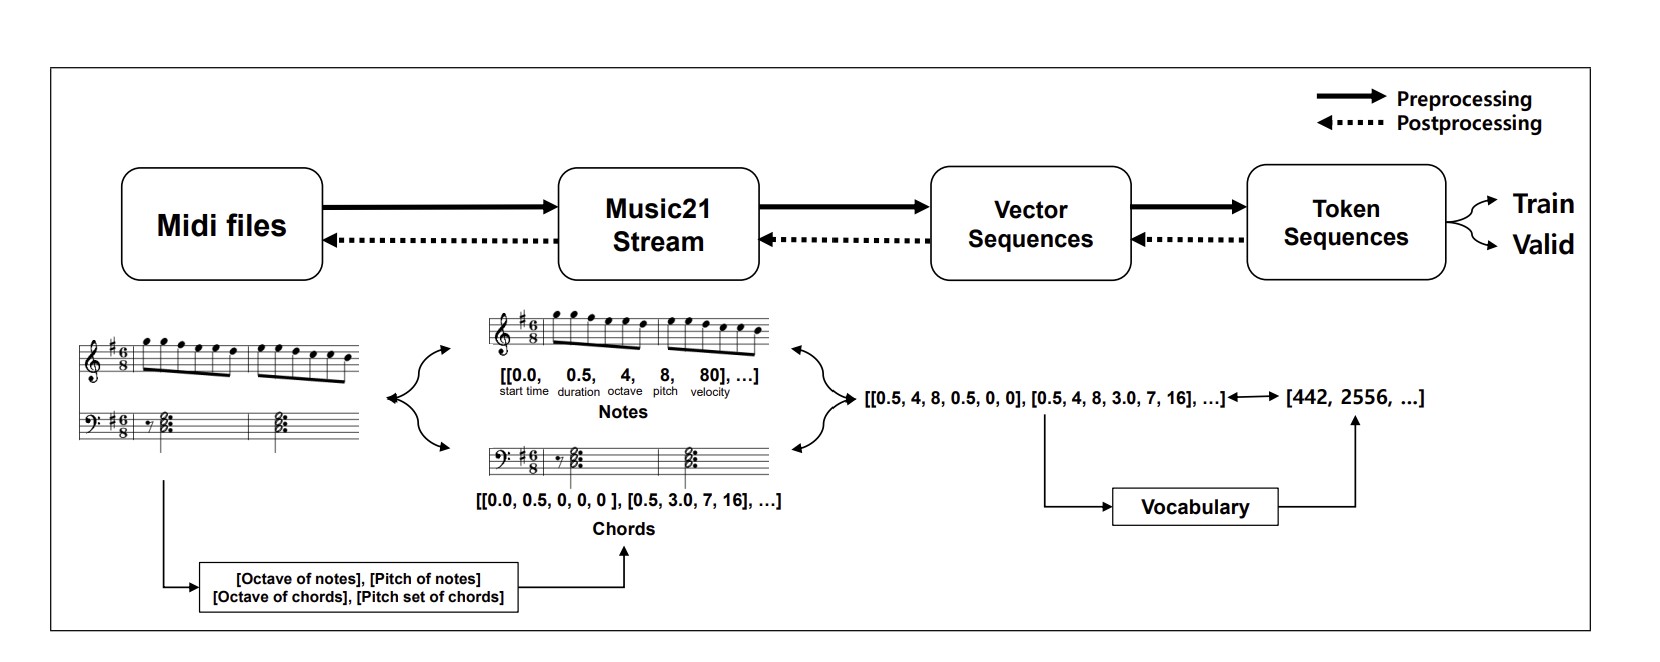 Preprocessing
Postprocessing
Midi files
Music21
Stream
Vector
Sequences
Token
Sequences
Train
Valid
[[0.0, 0.5, 4, 8, 80], ...]
start time duration octave pitch velocity
Notes
[[0.0, 0.5, 0, 0, 0 ], [0.5, 3.0, 7, 16], ...]
Chords
[[0.5, 4, 8, 0.5, 0, 0], [0.5, 4, 8, 3.0, 7, 16], ...]
[442, 2556, ...]
Vocabulary
[Octave of notes], [Pitch of notes]
[Octave of chords], [Pitch set of chords]